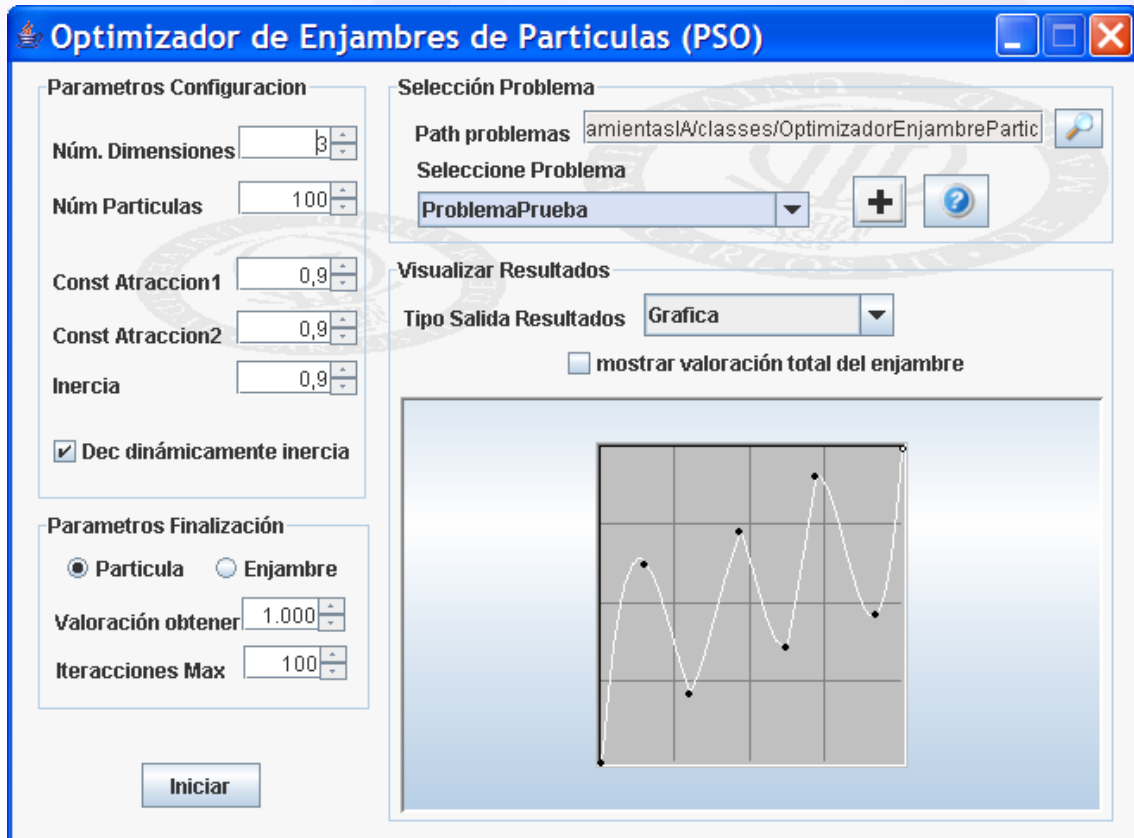 Optimizador de Enjambres de Particulas (PSO)
Parametros Configuracion
Núm. Dimensiones 3
Núm Particulas 100
Const Atraccion1 0,9
Const Atraccion2 0,9
Inercia 0,9
Dec dinámicamente inercia
Parametros Finalización
Particula Enjambre
Valoración obtener 1.000
Iteracciones Max 100
Iniciar
Selección Problema
Path problemas amientasIA/classes/OptimizadorEnjambrePartic
Seleccione Problema
ProblemaPrueba
Visualizar Resultados
Tipo Salida Resultados Grafica
mostrar valoración total del enjambre
CARLOS III · DE